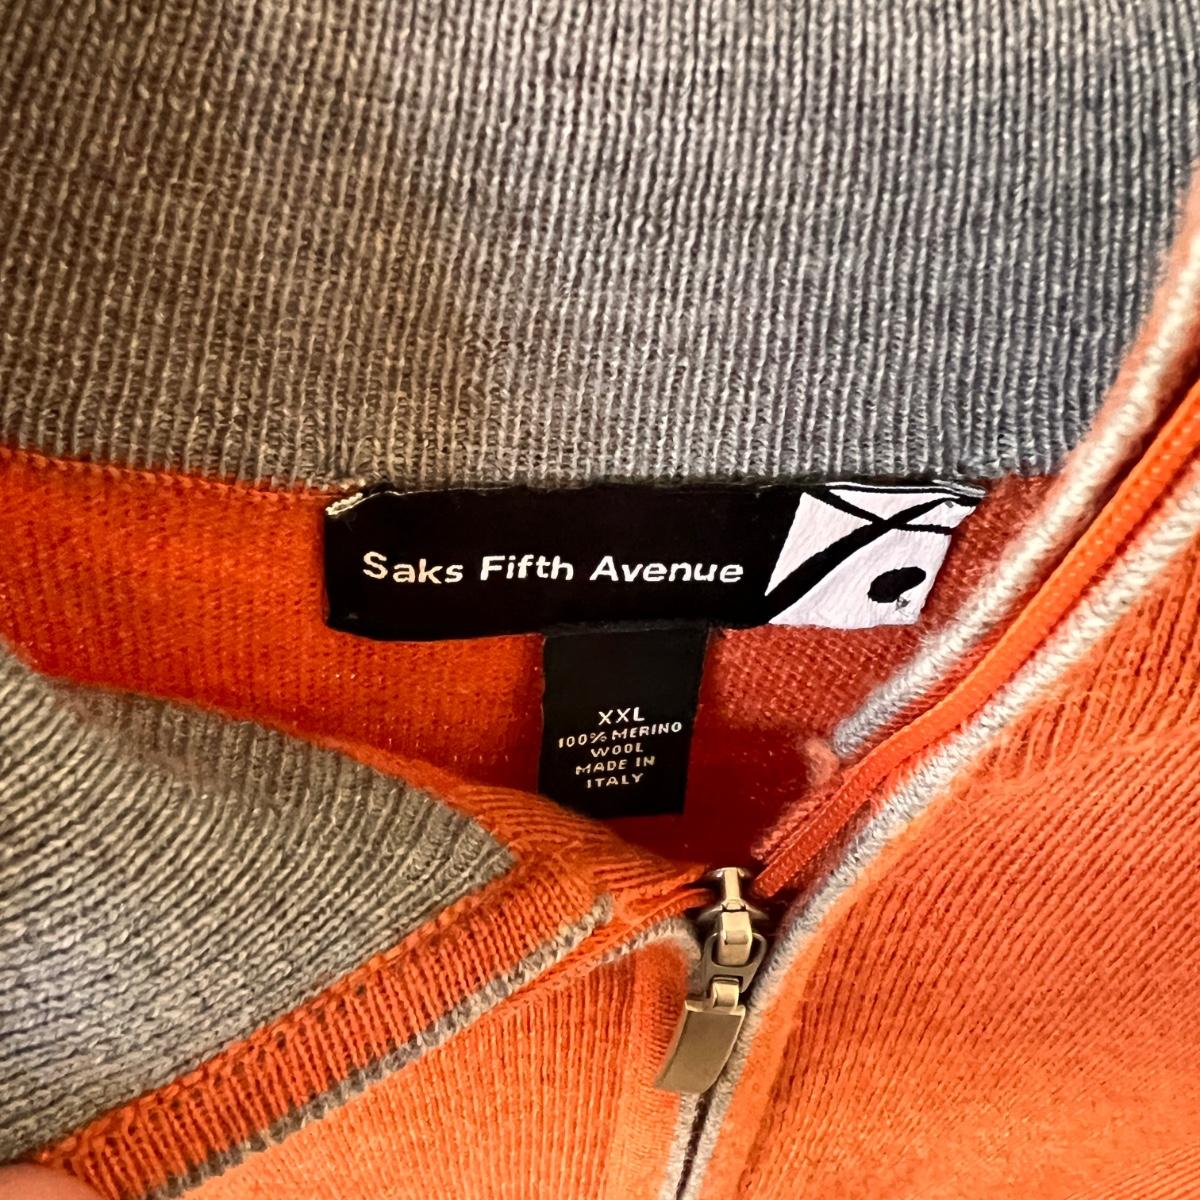 Saks Fifth Avenue
XXL
100% MERINO
WOOL
MADE IN
ITALY